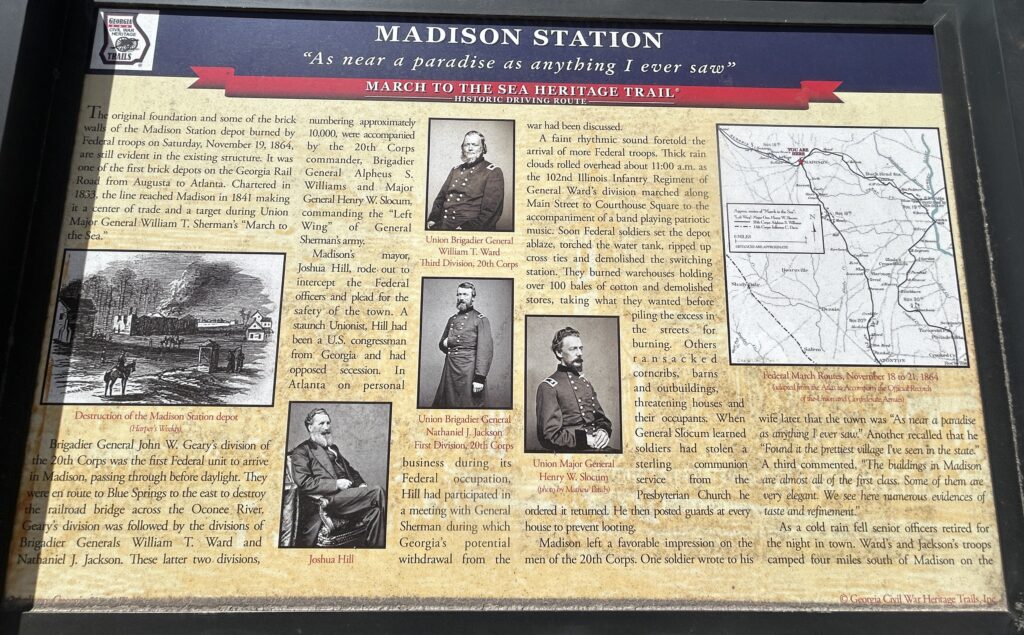 GEORGIA
CIVIL WAR
HERITAGE
TRAILS
MADISON STATION
"As near a paradise as anything I ever saw"
MARCH TO THE SEA HERITAGE TRAIL®
HISTORIC DRIVING ROUTE
The original foundation and some of the brick
walls of the Madison Station depot burned by
Federal troops on Saturday, November 19, 1864,
are still evident in the existing structure. It was
one of the first brick depots on the Georgia Rail
Road from Augusta to Atlanta. Chartered in
1833, the line reached Madison in 1841 making
it a center of trade and a target during Union
Major General William T. Sherman's "March to
the Sea."
Destruction of the Madison Station depot
(Harper's Weekly)
Brigadier General John W. Geary's division of
the 20th Corps was the first Federal unit to arrive
in Madison, passing through before daylight. They
were en route to Blue Springs to the east to destroy
the railroad bridge across the Oconee River.
Geary's division was followed by the divisions of
Brigadier Generals William T. Ward and
Nathaniel J. Jackson. These latter two divisions,
numbering approximately
10,000, were accompanied
by the 20th Corps
commander, Brigadier
General Alpheus S.
Williams and Major
General Henry W. Slocum,
commanding the "Left
Wing" of General
Sherman's army.
Madison's mayor,
Joshua Hill, rode out to
intercept the Federal
officers and plead for the
safety of the town. A
staunch Unionist, Hill had
been a U.S. congressman
from Georgia and had
opposed secession. In
Atlanta on personal
Joshua Hill
Union Brigadier General
William T. Ward
Third Division, 20th Corps
Union Brigadier General
Nathaniel J. Jackson
First Division, 20th Corps
business during its
Federal occupation,
Hill had participated in
a meeting with General
Sherman during which
Georgia's potential
withdrawal from the
war had been discussed.
A faint rhythmic sound foretold the
arrival of more Federal troops. Thick rain
clouds rolled overhead about 11:00 a.m. as
the 102nd Illinois Infantry Regiment of
General Ward's division marched along
Main Street to Courthouse Square to the
accompaniment of a band playing patriotic
music. Soon Federal soldiers set the depot
ablaze, torched the water tank, ripped up
cross ties and demolished the switching
station. They burned warehouses holding
over 100 bales of cotton and demolished
stores, taking what they wanted before
piling the excess in
the streets for
burning. Others
ransacked
corncribs, barns
and outbuildings,
threatening houses and
their occupants. When
General Slocum learned
soldiers had stolen a
sterling communion
service from the
Presbyterian Church he
ordered it returned. He then posted guards at every
house to prevent looting.
Madison left a favorable impression on the
men of the 20th Corps. One soldier wrote to his
Union Major General
Henry W. Slocum
(photo by Mathew Brady)
YOU ARE
HERE
MADISON
N
DISTANCES ARE APPROXIMATE
EATONTON
Federal March Routes, November 18 to 21, 1864
(adapted from the Atlas to Accompany the Official Records
of the Union and Confederate Armies)
wife later that the town was "As near a paradise
as anything I ever saw." Another recalled that he
"Found it the prettiest village I've seen in the state."
A third commented, "The buildings in Madison
are almost all of the first class. Some of them are
very elegant. We see here numerous evidences of
taste and refinement."
As a cold rain fell senior officers retired for
the night in town. Ward's and Jackson's troops
camped four miles south of Madison on the
© Georgia Civil War Heritage Trails, Inc.